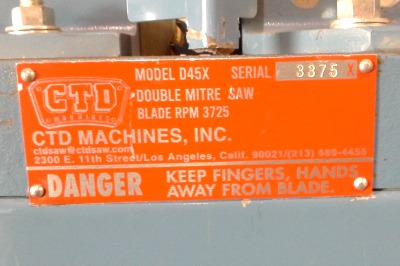 CTD
MACHINES
MODEL D45X SERIAL 3375 X
DOUBLE MITRE SAW
BLADE RPM 3725
CTD MACHINES, INC.
ctdsaw@ctdsaw.com
2300 E. 11th Street/Los Angeles, Calif. 90021/(213) 689-4455
DANGER KEEP FINGERS, HANDS
AWAY FROM BLADE.